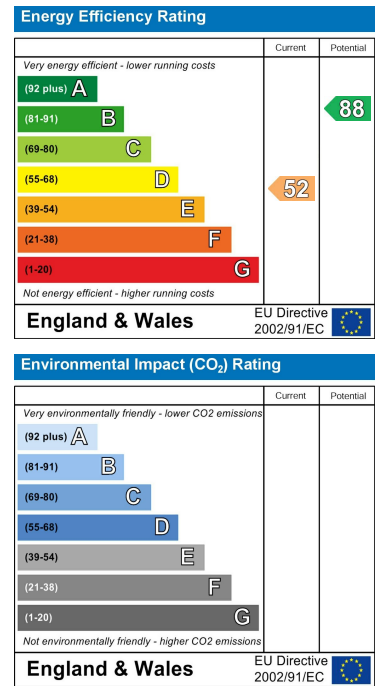 Energy Efficiency Rating
Current Potential
Very energy efficient - lower running costs
(92 plus) A
(81-91) B
(69-80) C
(55-68) D
(39-54) E
(21-38) F
(1-20) G
88
52
Not energy efficient - higher running costs
England & Wales
EU Directive
2002/91/EC
Environmental Impact (CO₂) Rating
Current Potential
Very environmentally friendly - lower CO2 emissions
(92 plus) A
(81-91) B
(69-80) C
(55-68) D
(39-54) E
(21-38) F
(1-20) G
Not environmentally friendly - higher CO2 emissions
England & Wales
EU Directive
2002/91/EC